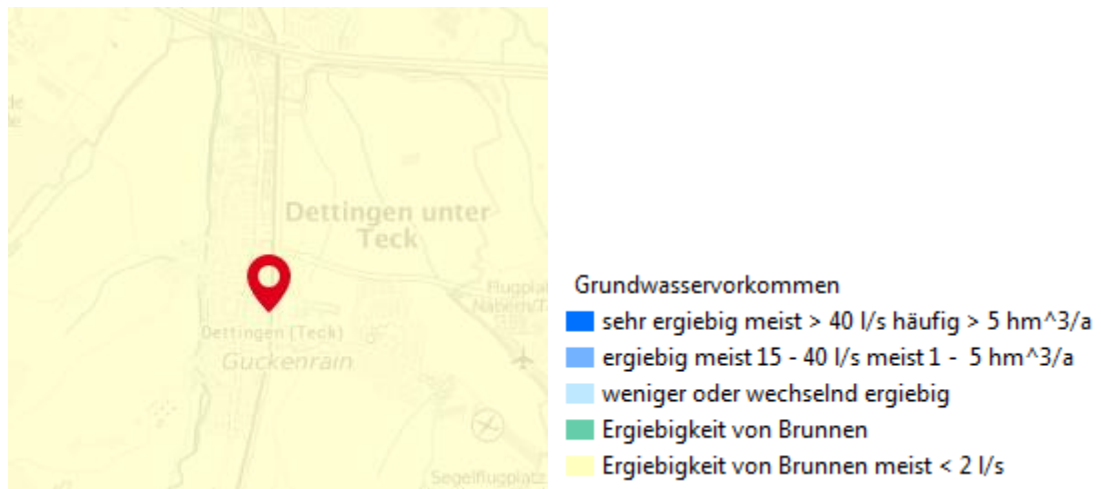 Dettingen unter
Teck
Dettingen (Teck)
Guckenrain
Segelflugplatz
Grundwasservorkommen
sehr ergiebig meist > 40 l/s häufig > 5 hm^3/a
ergiebig meist 15 - 40 l/s meist 1 -  5 hm^3/a
weniger oder wechselnd ergiebig
Ergiebigkeit von Brunnen
Ergiebigkeit von Brunnen meist < 2 l/s